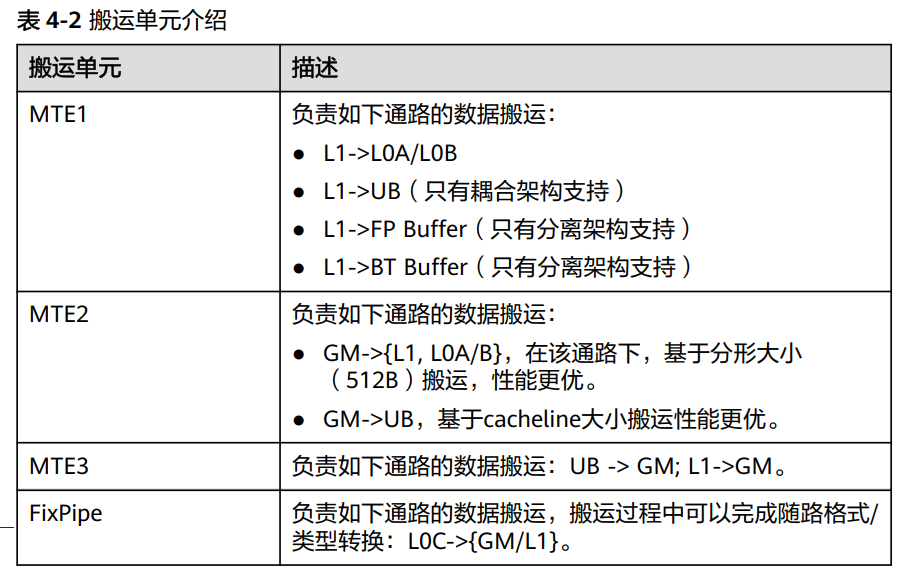 表 4-2 搬运单元介绍
搬运单元
描述
MTE1
负责如下通路的数据搬运：
● L1->L0A/L0B
● L1->UB（只有耦合架构支持）
● L1->FP Buffer（只有分离架构支持）
● L1->BT Buffer（只有分离架构支持）
MTE2
负责如下通路的数据搬运：
● GM->{L1, L0A/B}，在该通路下，基于分形大小
（512B）搬运，性能更优。
● GM->UB，基于cacheline大小搬运性能更优。
MTE3
负责如下通路的数据搬运：UB -> GM; L1->GM。
FixPipe
负责如下通路的数据搬运，搬运过程中可以完成随路格式/
类型转换：L0C->{GM/L1}。